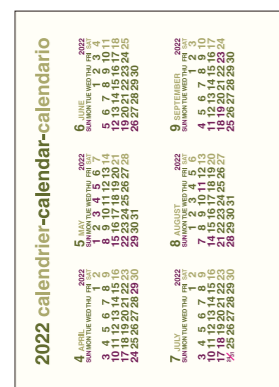 2022 calendrier-calendar-calendario
4 APRIL 2022
SUN MON TUE WED THU FRI SAT
1 2
3 4 5 6 7 8 9
10 11 12 13 14 15 16
17 18 19 20 21 22 23
24 25 26 27 28 29 30
5 MAY 2022
SUN MON TUE WED THU FRI SAT
1 2 3 4 5 6 7
8 9 10 11 12 13 14
15 16 17 18 19 20 21
22 23 24 25 26 27 28
29 30 31
6 JUNE 2022
SUN MON TUE WED THU FRI SAT
1 2 3 4
5 6 7 8 9 10 11
12 13 14 15 16 17 18
19 20 21 22 23 24 25
26 27 28 29 30
7 JULY 2022
SUN MON TUE WED THU FRI SAT
1 2
3 4 5 6 7 8 9
10 11 12 13 14 15 16
17 18 19 20 21 22 23
24/31 25 26 27 28 29 30
8 AUGUST 2022
SUN MON TUE WED THU FRI SAT
1 2 3 4 5 6
7 8 9 10 11 12 13
14 15 16 17 18 19 20
21 22 23 24 25 26 27
28 29 30 31
9 SEPTEMBER 2022
SUN MON TUE WED THU FRI SAT
1 2 3
4 5 6 7 8 9 10
11 12 13 14 15 16 17
18 19 20 21 22 23 24
25 26 27 28 29 30